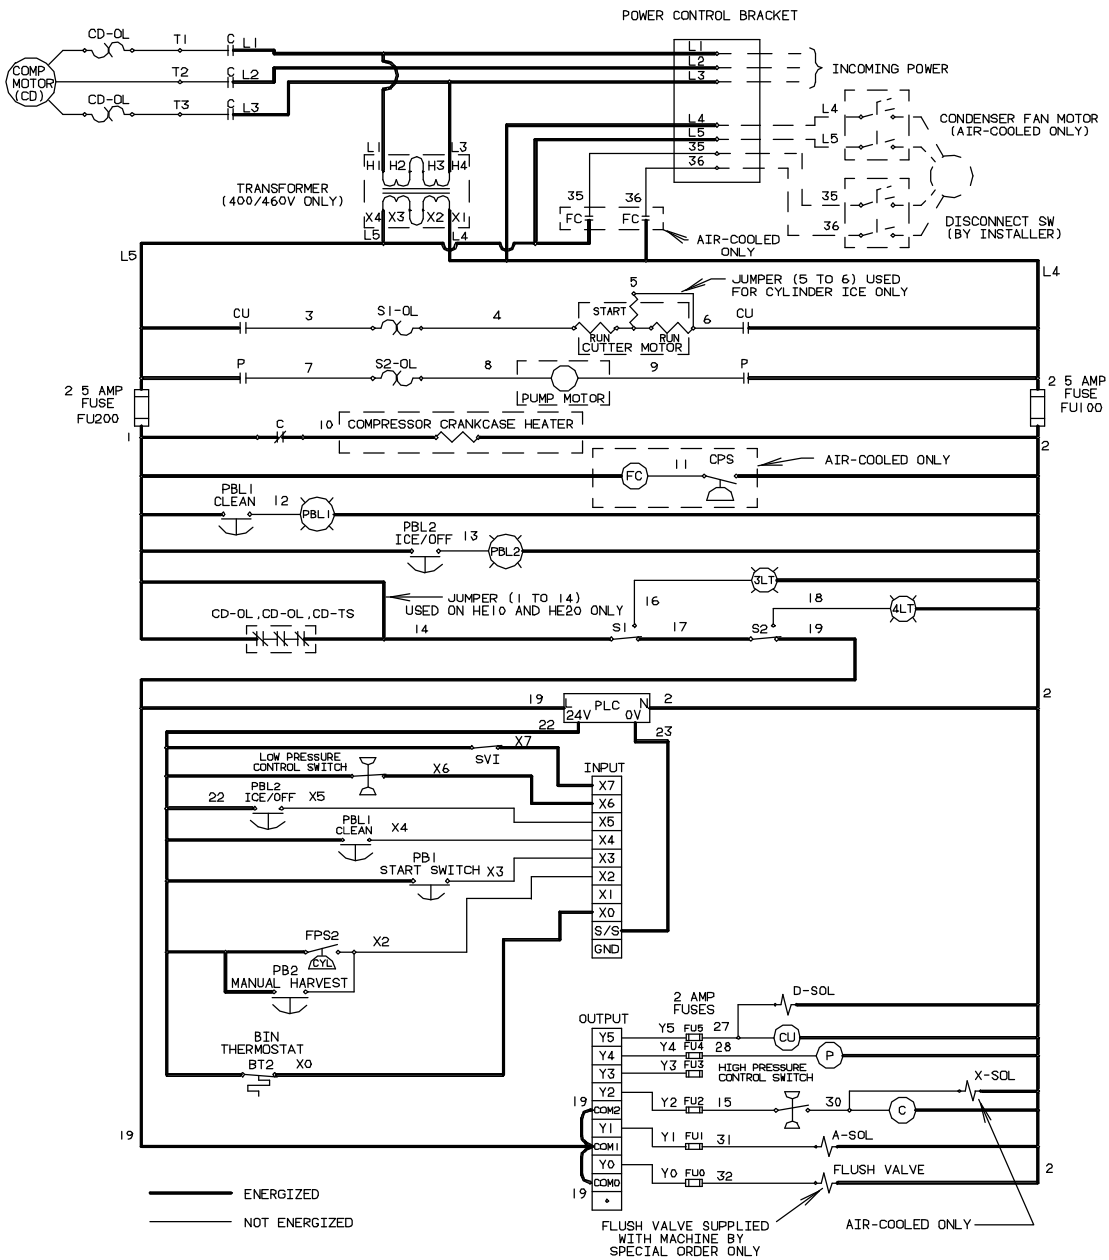 POWER CONTROL BRACKET
CD-OL T1 C L1
L1
L2
L3
INCOMING POWER
COMP
MOTOR
(CD)
T2 C L2
CD-OL T3 C L3
L4
L5
35
36
L4
L5
CONDENSER FAN MOTOR
(AIR-COOLED ONLY)
L1 L3
H1 H2 H3 H4
TRANSFORMER
(400/460V ONLY)
X4 X3 X2 X1
L5 L4
35 36
FC FC
AIR-COOLED
ONLY
35
36
DISCONNECT SW
(BY INSTALLER)
L5
L4
JUMPER (5 TO 6) USED
FOR CYLINDER ICE ONLY
CU 3 S1-OL 4 START 5 6 CU
RUN RUN
CUTTER MOTOR
P 7 S2-OL 8 9 P
PUMP MOTOR
2 5 AMP
FUSE
FU200
2 5 AMP
FUSE
FU100
1 C 10 COMPRESSOR CRANKCASE HEATER 2
FC 11 CPS
AIR-COOLED ONLY
PBL1
CLEAN 12 PBL1
PBL2
ICE/OFF 13 PBL2
3LT
JUMPER (1 TO 14)
USED ON HE10 AND HE20 ONLY
16 18 4LT
CD-OL,CD-OL,CD-TS
14 S1 17 S2 19
19 L PLC N 2
24V 0V
2
22 23
X7
SV1
LOW PRESSURE
CONTROL SWITCH
X6
INPUT
X7
X6
X5
X4
X3
X2
X1
X0
S/S
GND
PBL2
22 ICE/OFF X5
PBL1
CLEAN X4
PB1
START SWITCH X3
FPS2
CYL
X2
PB2
MANUAL HARVEST
BIN
THERMOSTAT
BT2 X0
2 AMP
FUSES
D-SOL
OUTPUT
Y5
Y4
Y3
Y2
COM2
Y1
COM1
Y0
COM0
Y5 FU5 27 CU
Y4 FU4 28 P
Y3 FU3
HIGH PRESSURE
CONTROL SWITCH
X-SOL
19 Y2 FU2 15 30 C
19 Y1 FU1 31 A-SOL
Y0 FU0 32 FLUSH VALVE 2
19
ENERGIZED
NOT ENERGIZED
FLUSH VALVE SUPPLIED
WITH MACHINE BY
SPECIAL ORDER ONLY
AIR-COOLED ONLY